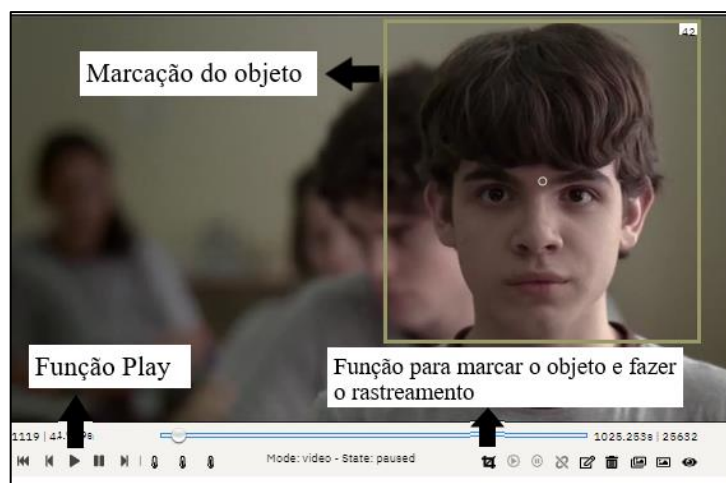 42
Marcação do objeto
Função Play
Função para marcar o objeto e fazer
o rastreamento
1119 |
1025.253s | 25632
Mode: video - State: paused